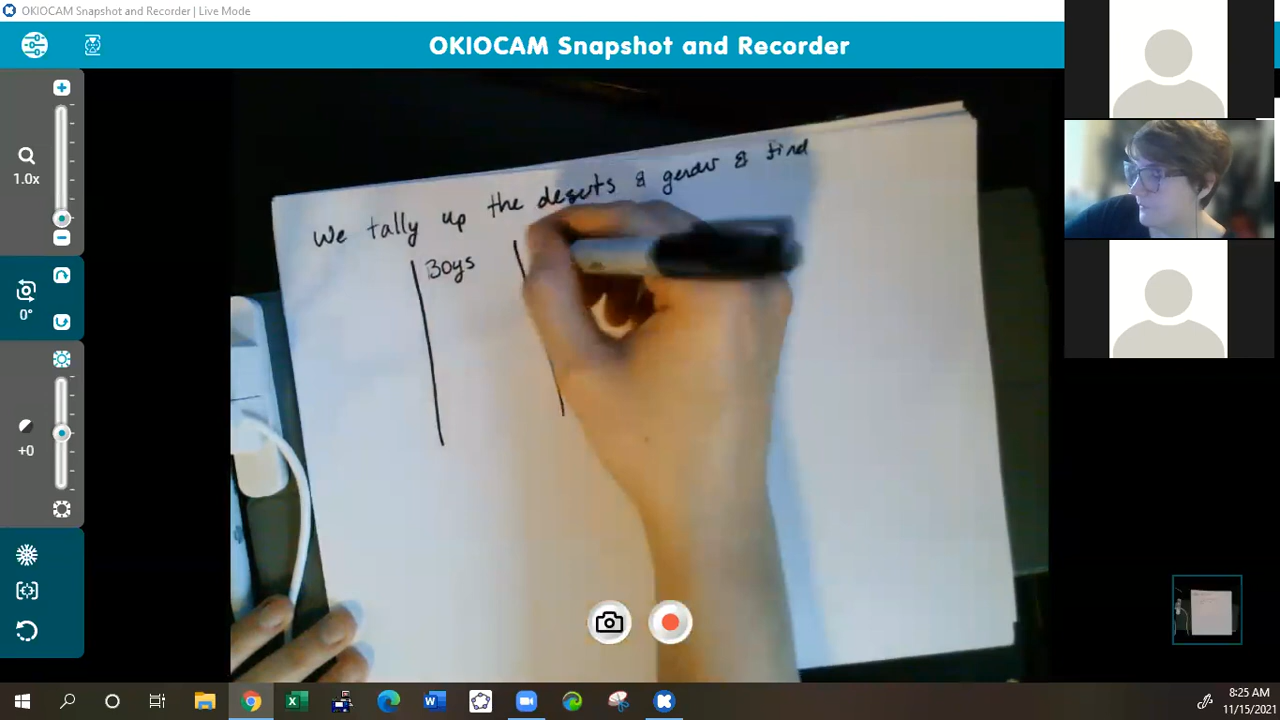 OKIOCAM Snapshot and Recorder | Live Mode
OKIOCAM Snapshot and Recorder
1.0x
0°
+0
We tally up the deserts & gender & find
Boys
8:25 AM
11/15/2021